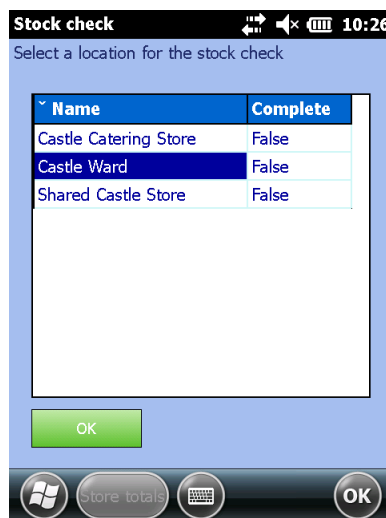 Stock check 10:26
Select a location for the stock check
Name Complete
Castle Catering Store False
Castle Ward False
Shared Castle Store False
OK
Store totals OK